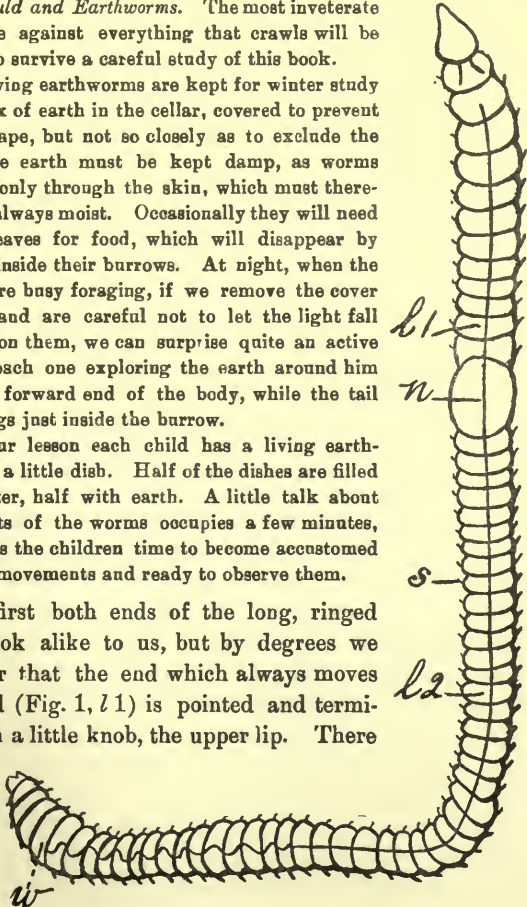 uld and Earthworms. The most inveterate
e against everything that crawls will be
o survive a careful study of this book.
ving earthworms are kept for winter study
x of earth in the cellar, covered to prevent
ape, but not so closely as to exclude the
e earth must be kept damp, as worms
only through the skin, which must there-
always moist. Occasionally they will need
eaves for food, which will disappear by
inside their burrows. At night, when the
re busy foraging, if we remove the cover
and are careful not to let the light fall
on them, we can surprise quite an active
each one exploring the earth around him
forward end of the body, while the tail
gs just inside the burrow.
ur lesson each child has a living earth-
a little dish. Half of the dishes are filled
ter, half with earth. A little talk about
ts of the worms occupies a few minutes,
s the children time to become accustomed
movements and ready to observe them.
first both ends of the long, ringed
ok alike to us, but by degrees we
r that the end which always moves
d (Fig. 1, l 1) is pointed and termi-
n a little knob, the upper lip. There
l1
n
s
l2
w